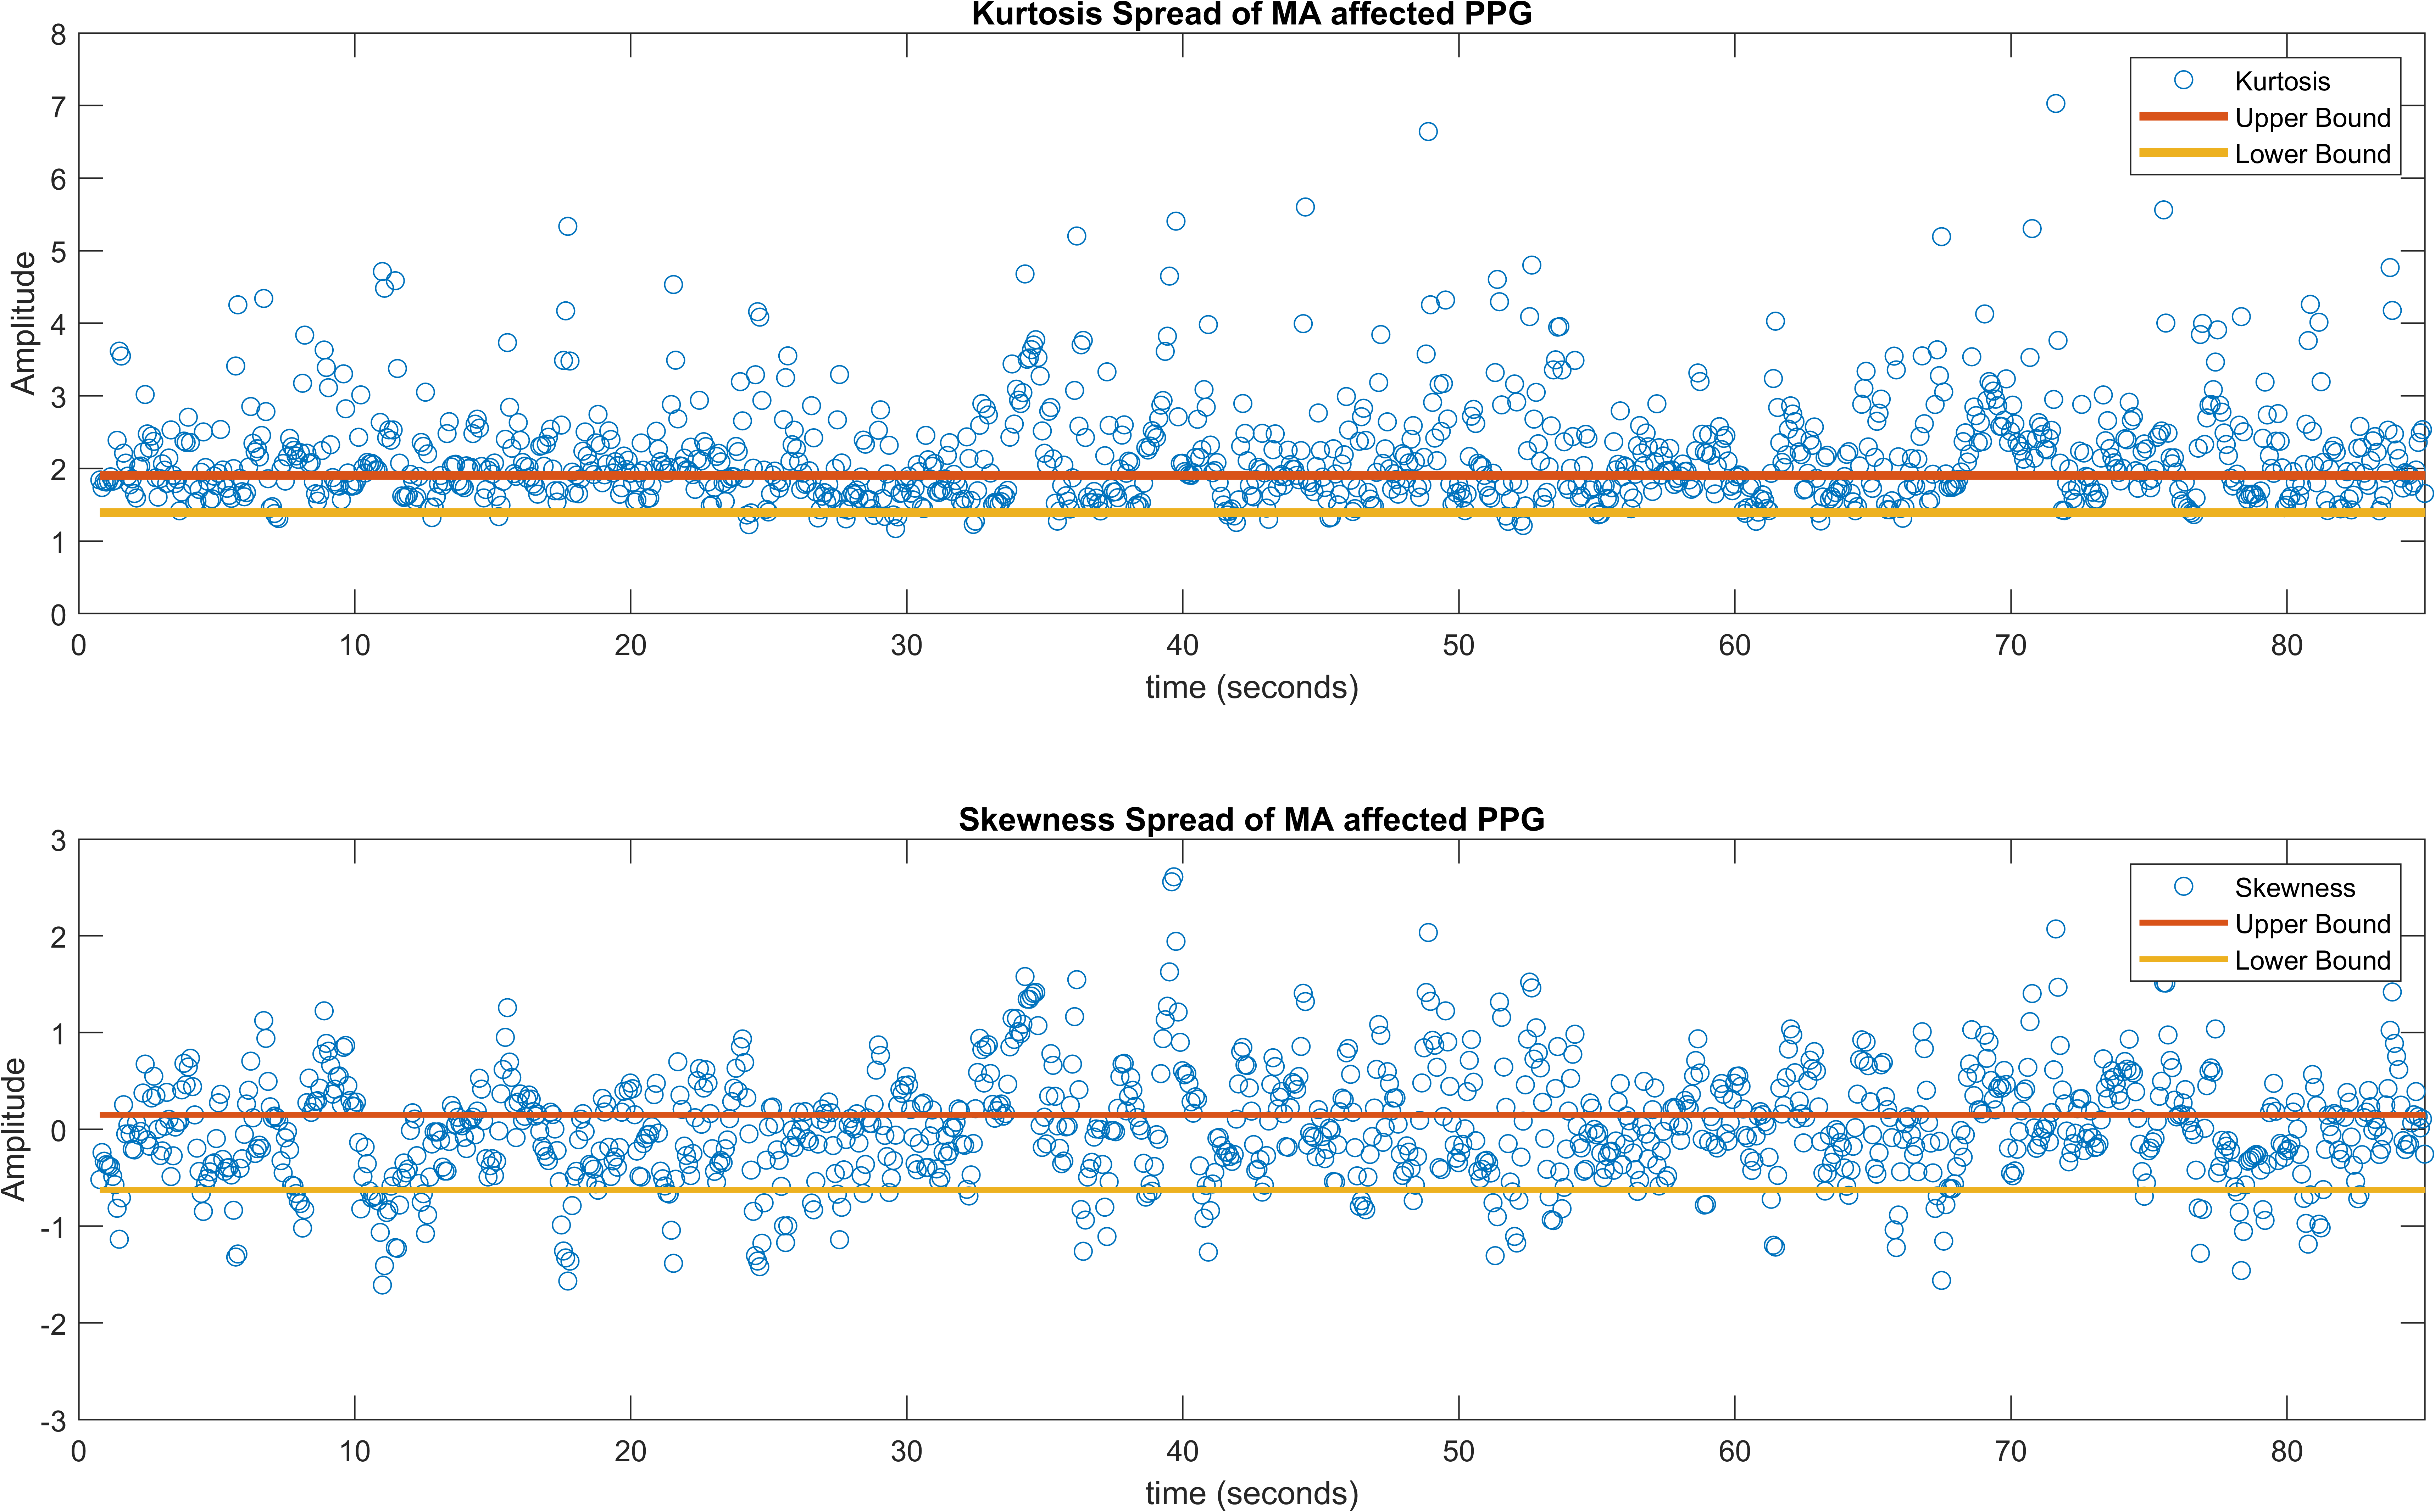 Kurtosis Spread of MA affected PPG
8
7
6
5
4
3
2
1
0
Amplitude
Kurtosis
Upper Bound
Lower Bound
0 10 20 30 40 50 60 70 80
time (seconds)
Skewness Spread of MA affected PPG
3
2
1
0
-1
-2
-3
Amplitude
Skewness
Upper Bound
Lower Bound
0 10 20 30 40 50 60 70 80
time (seconds)